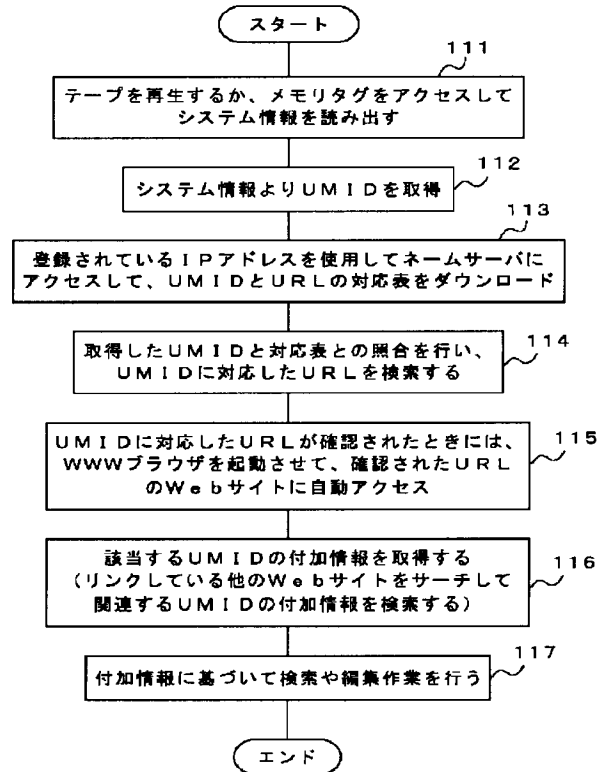 スタート
111
テープを再生するか、メモリタグをアクセスして
システム情報を読み出す
112
システム情報よりUMIDを取得
113
登録されているIPアドレスを使用してネームサーバに
アクセスして、UMIDとURLの対応表をダウンロード
114
取得したUMIDと対応表との照合を行い、
UMIDに対応したURLを検索する
115
UMIDに対応したURLが確認されたときには、
WWWブラウザを起動させて、確認されたURL
のWebサイトに自動アクセス
116
該当するUMIDの付加情報を取得する
(リンクしている他のWebサイトをサーチして
関連するUMIDの付加情報を検索する)
117
付加情報に基づいて検索や編集作業を行う
エンド